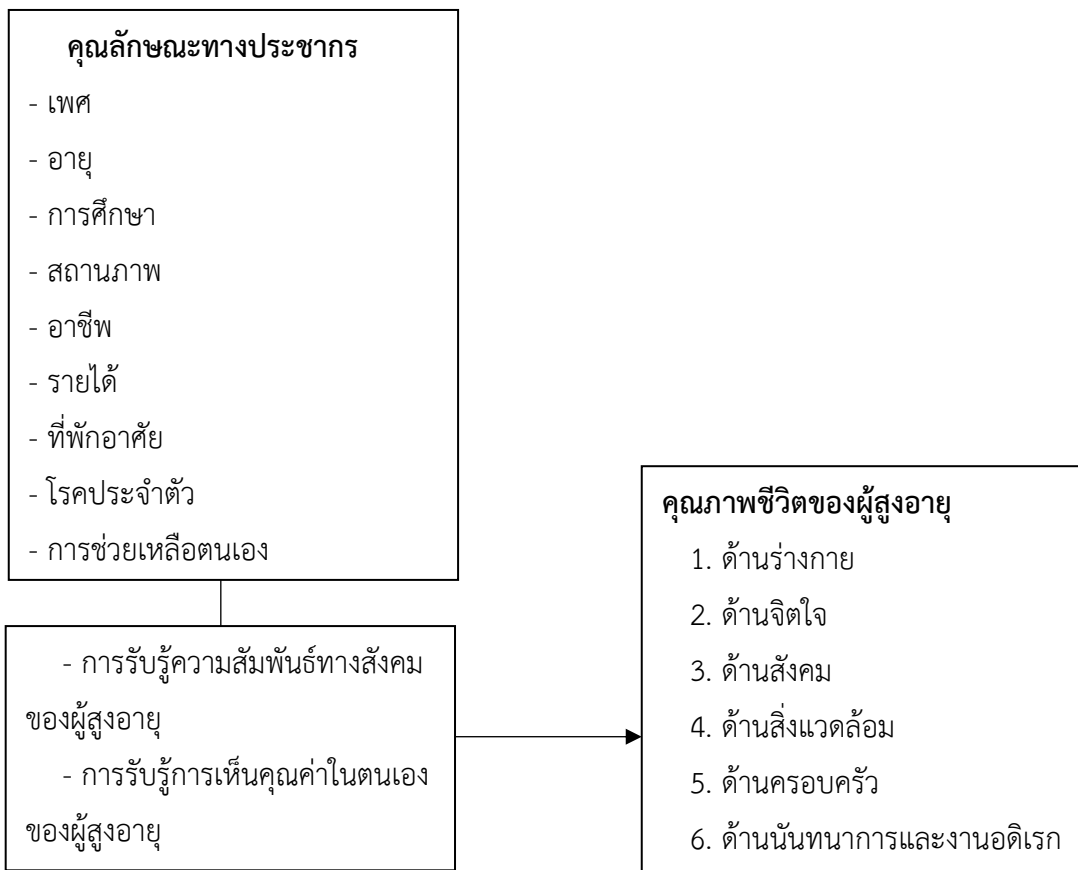 คุณลักษณะทางประชากร
- เพศ
- อายุ
- การศึกษา
- สถานภาพ
- อาชีพ
- รายได้
- ที่พักอาศัย
- โรคประจำตัว
- การช่วยเหลือตนเอง
- การรับรู้ความสัมพันธ์ทางสังคม
ของผู้สูงอายุ
- การรับรู้การเห็นคุณค่าในตนเอง
ของผู้สูงอายุ
คุณภาพชีวิตของผู้สูงอายุ
1. ด้านร่างกาย
2. ด้านจิตใจ
3. ด้านสังคม
4. ด้านสิ่งแวดล้อม
5. ด้านครอบครัว
6. ด้านนันทนาการและงานอดิเรก